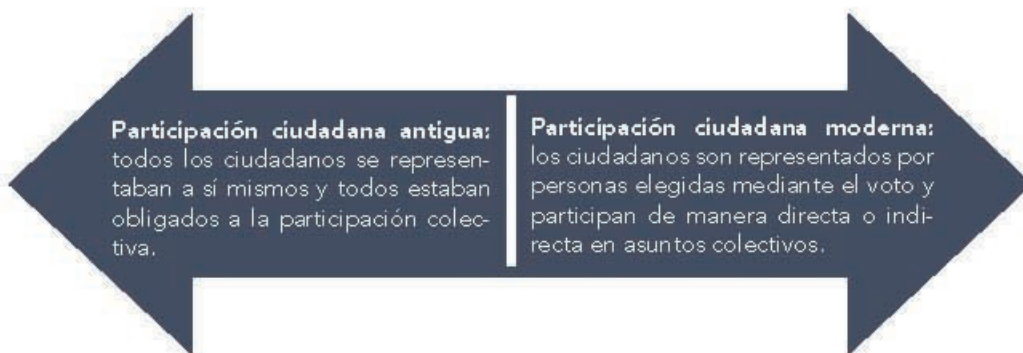 Participación ciudadana antigua:
todos los ciudadanos se represen-
taban a sí mismos y todos estaban
obligados a la participación colec-
tiva.
Participación ciudadana moderna:
los ciudadanos son representados por
personas elegidas mediante el voto y
participan de manera directa o indi-
recta en asuntos colectivos.